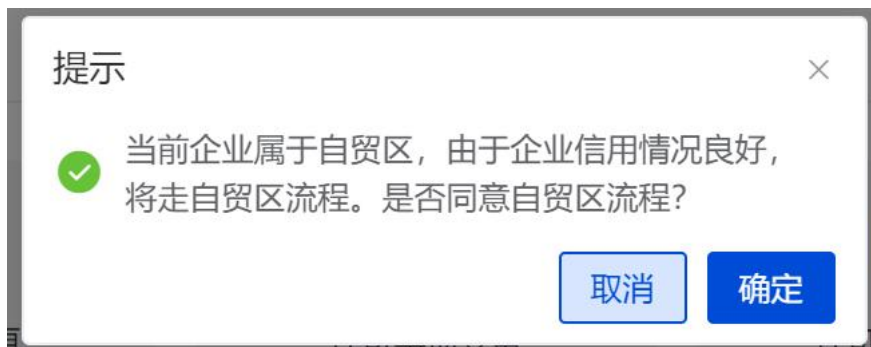 提示
当前企业属于自贸区，由于企业信用情况良好，
将走自贸区流程。是否同意自贸区流程？
取消
确定